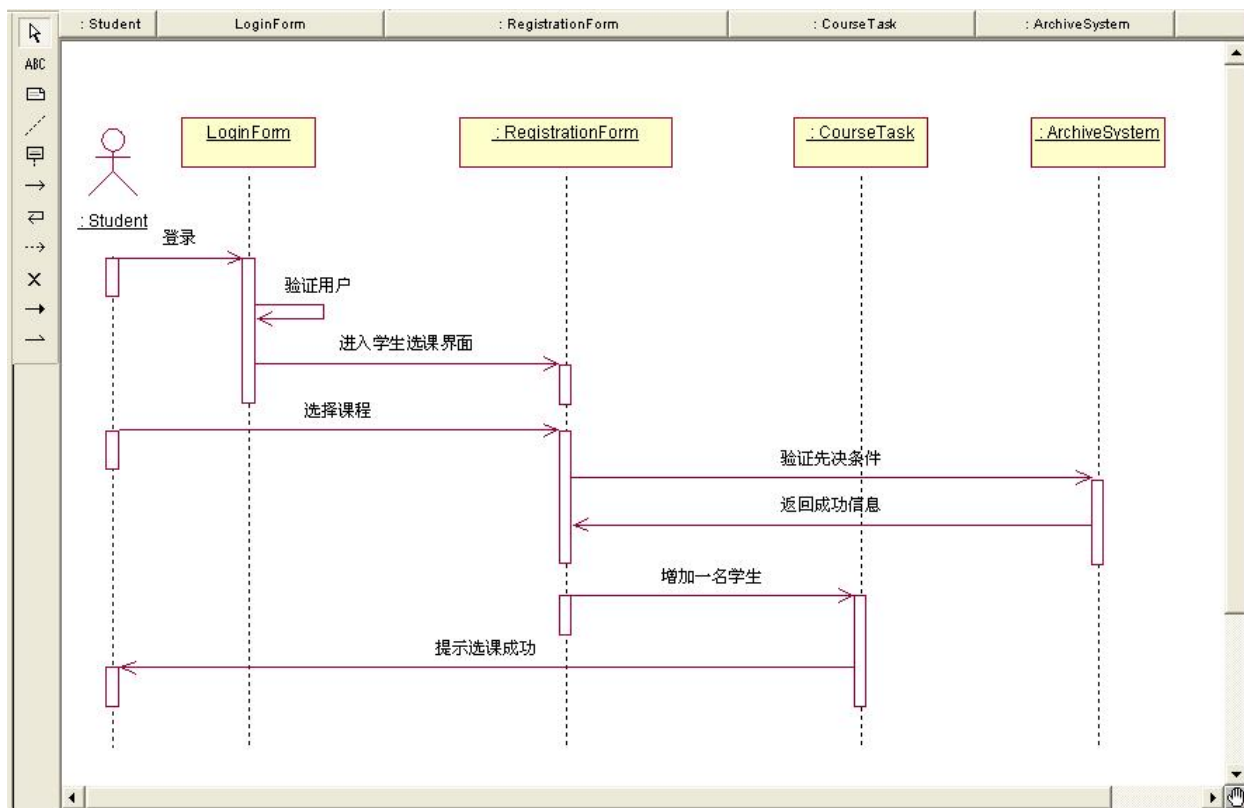 : Student
LoginForm
: RegistrationForm
: CourseTask
: ArchiveSystem
ABC
LoginForm
: RegistrationForm
: CourseTask
: ArchiveSystem
: Student
登录
验证用户
进入学生选课界面
选择课程
验证先决条件
返回成功信息
增加一名学生
提示选课成功